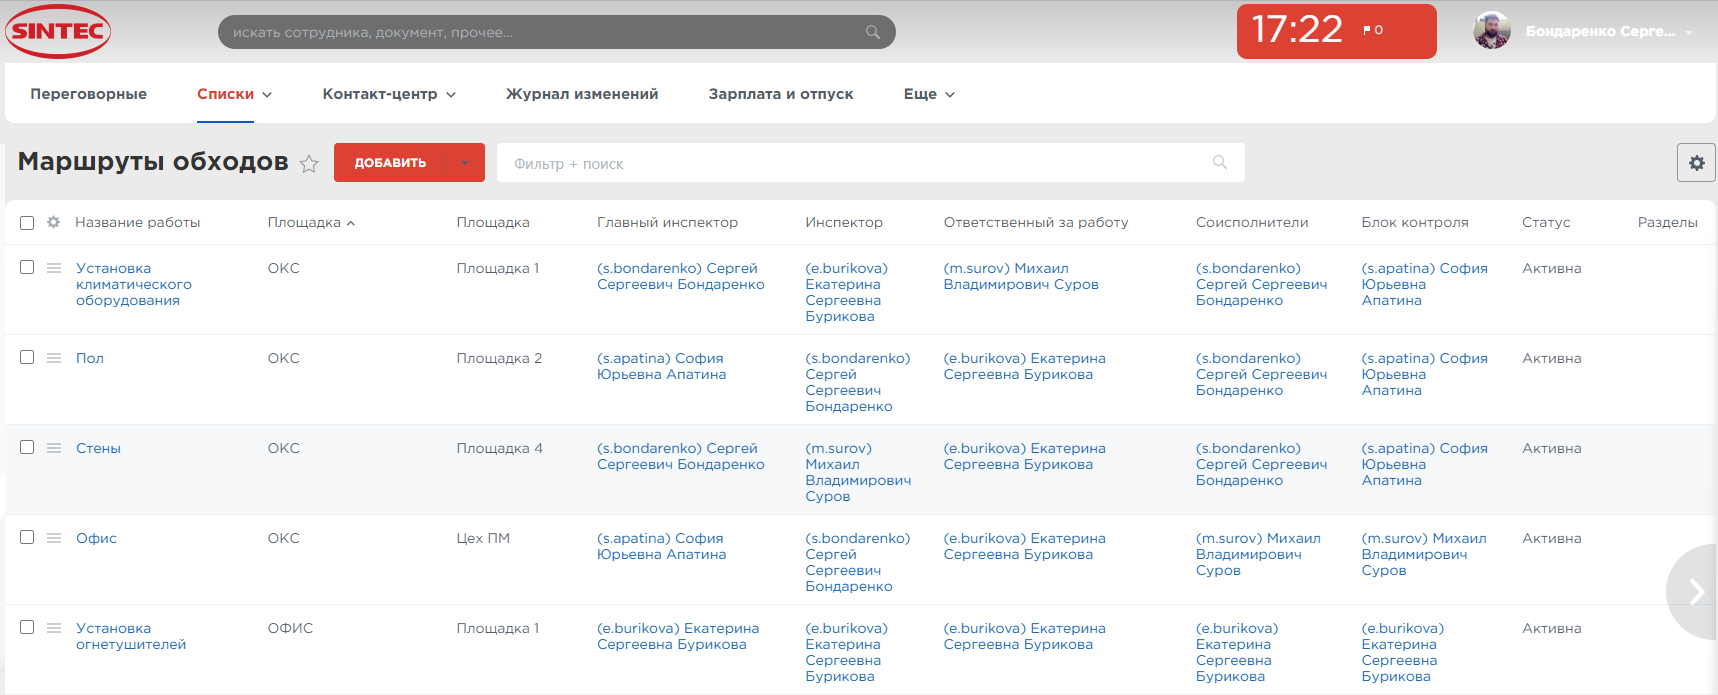 SINTEC
искать сотрудника, документ, прочее...
17:22
0
Бондаренко Серге...
Переговорные
Списки
Контакт-центр
Журнал изменений
Зарплата и отпуск
Еще
Маршруты обходов
ДОБАВИТЬ
Фильтр + поиск
Название работы
Площадка
Площадка
Главный инспектор
Инспектор
Ответственный за работу
Соисполнители
Блок контроля
Статус
Разделы
Установка
климатического
оборудования
ОКС
Площадка 1
(s.bondarenko) Сергей
Сергеевич Бондаренко
(e.burikova)
Екатерина
Сергеевна
Бурикова
(m.surov) Михаил
Владимирович Суров
(s.bondarenko)
Сергей Сергеевич
Бондаренко
(s.apatina) София
Юрьевна
Апатина
Активна
Пол
ОКС
Площадка 2
(s.apatina) София
Юрьевна Апатина
(s.bondarenko)
Сергей
Сергеевич
Бондаренко
(e.burikova) Екатерина
Сергеевна Бурикова
(s.bondarenko)
Сергей Сергеевич
Бондаренко
(s.apatina) София
Юрьевна
Апатина
Активна
Стены
ОКС
Площадка 4
(s.bondarenko) Сергей
Сергеевич Бондаренко
(m.surov)
Михаил
Владимирович
Суров
(e.burikova) Екатерина
Сергеевна Бурикова
(s.bondarenko)
Сергей Сергеевич
Бондаренко
(s.apatina) София
Юрьевна
Апатина
Активна
Офис
ОКС
Цех ПМ
(s.apatina) София
Юрьевна Апатина
(s.bondarenko)
Сергей
Сергеевич
Бондаренко
(e.burikova) Екатерина
Сергеевна Бурикова
(m.surov) Михаил
Владимирович
Суров
(m.surov) Михаил
Владимирович
Суров
Активна
Установка
огнетушителей
ОФИС
Площадка 1
(e.burikova) Екатерина
Сергеевна Бурикова
(e.burikova)
Екатерина
Сергеевна
Бурикова
(e.burikova) Екатерина
Сергеевна Бурикова
(e.burikova)
Екатерина
Сергеевна
Бурикова
(e.burikova)
Екатерина
Сергеевна
Бурикова
Активна